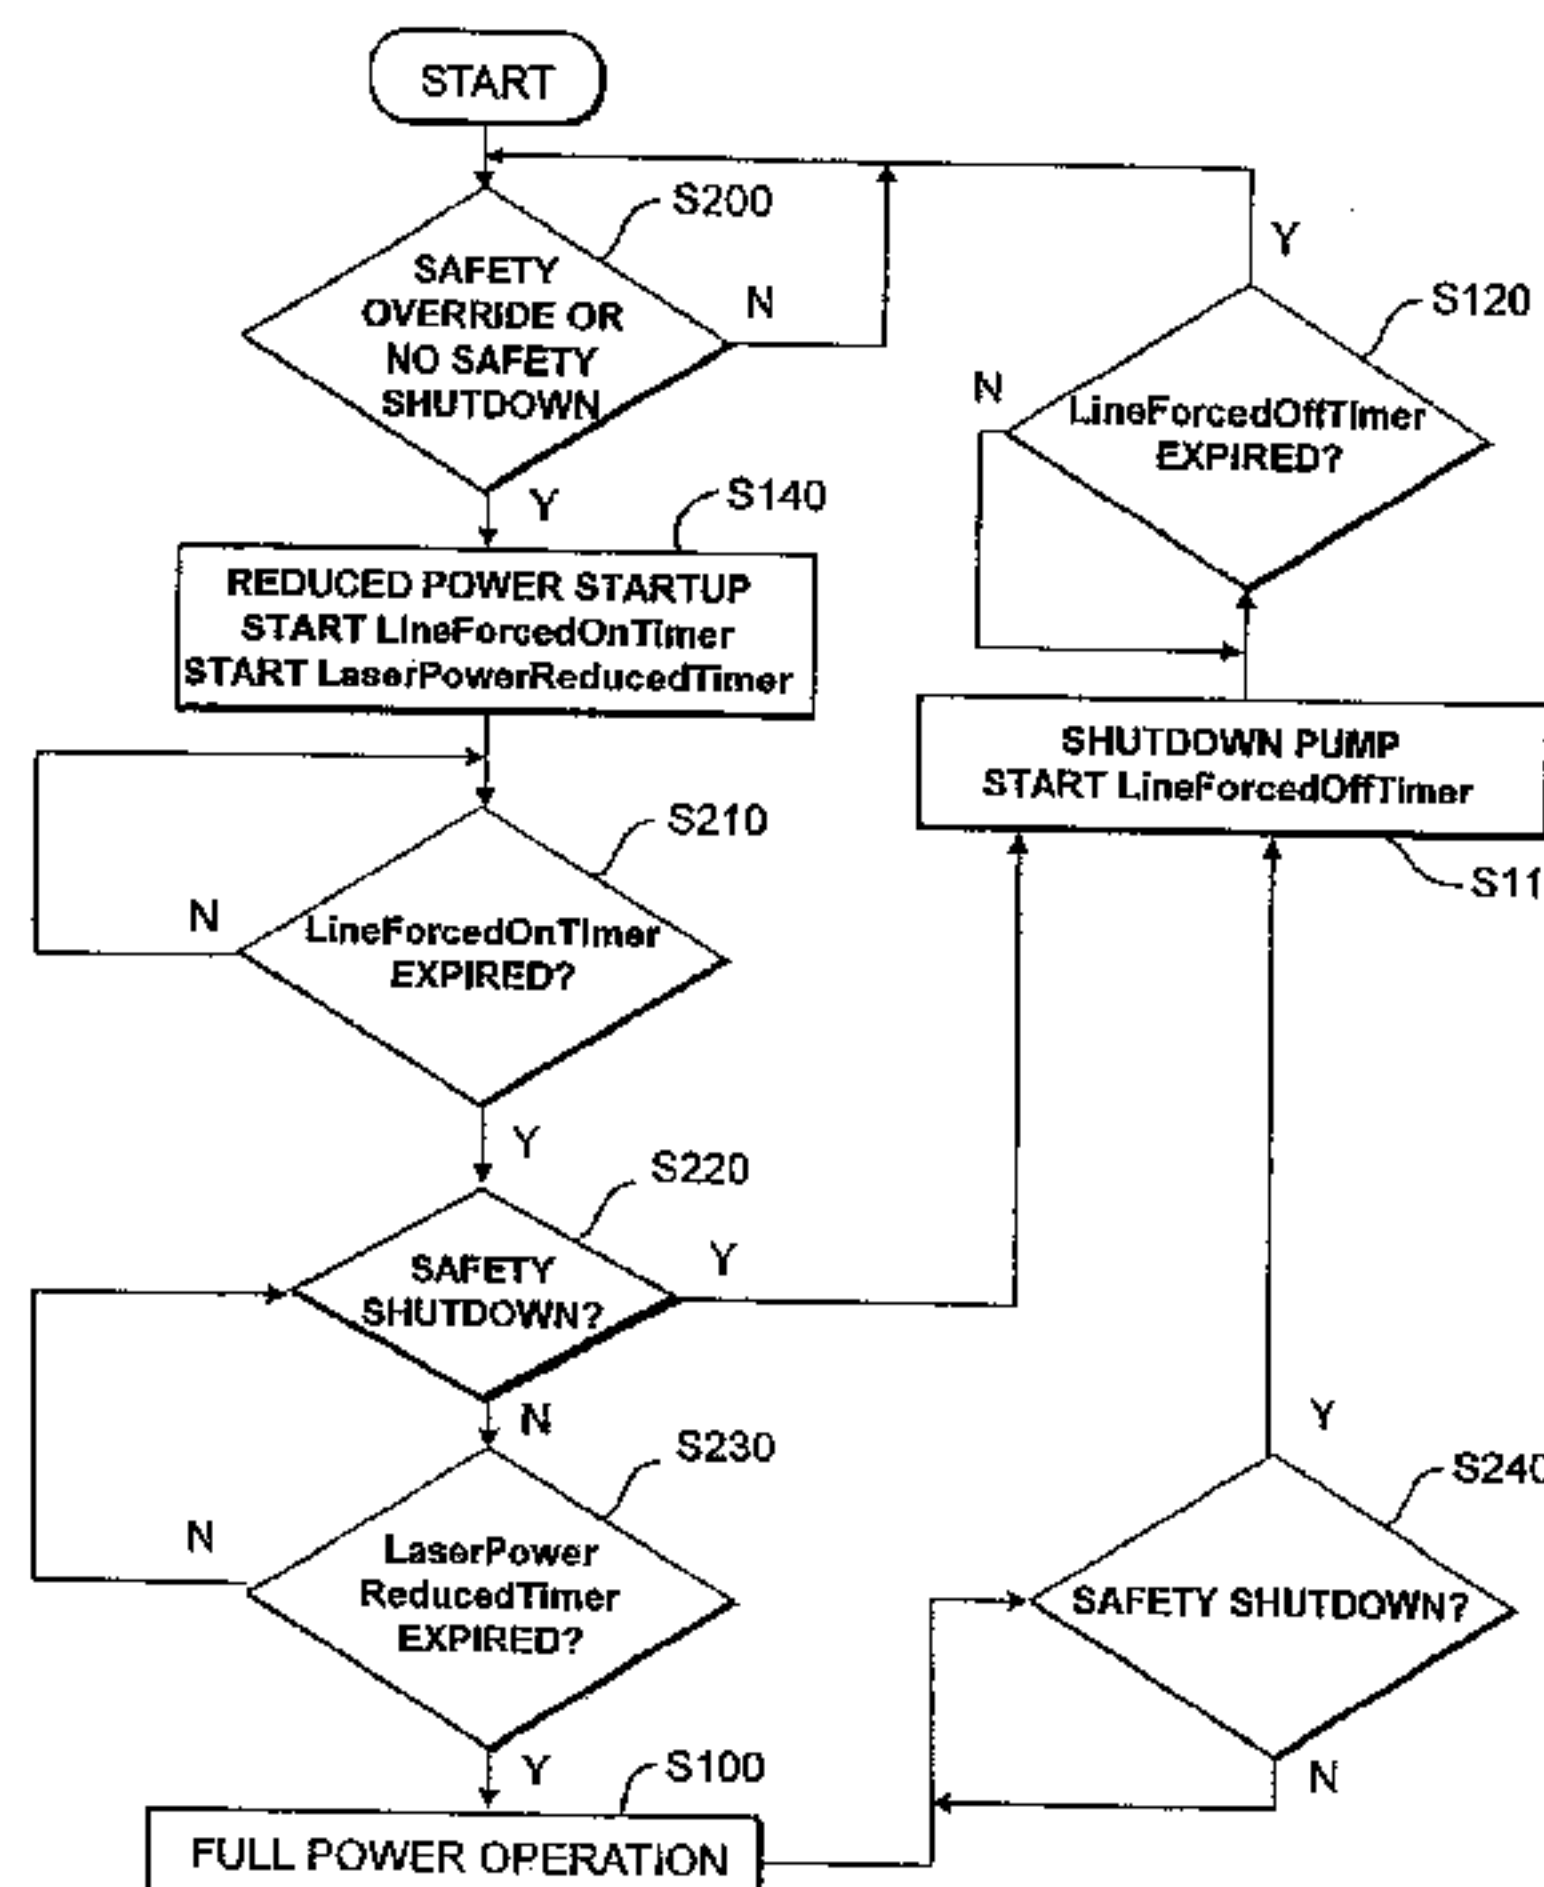 START
S200
SAFETY
OVERRIDE OR
NO SAFETY
SHUTDOWN
N
Y
S140
REDUCED POWER STARTUP
START LineForcedOnTimer
START LaserPowerReducedTimer
S210
LineForcedOnTimer
EXPIRED?
N
Y
S220
SAFETY
SHUTDOWN?
Y
N
S230
LaserPower
ReducedTimer
EXPIRED?
N
Y
S100
FULL POWER OPERATION
Y
S120
LineForcedOffTimer
EXPIRED?
N
SHUTDOWN PUMP
START LineForcedOffTimer
S11
Y
S240
SAFETY SHUTDOWN?
N